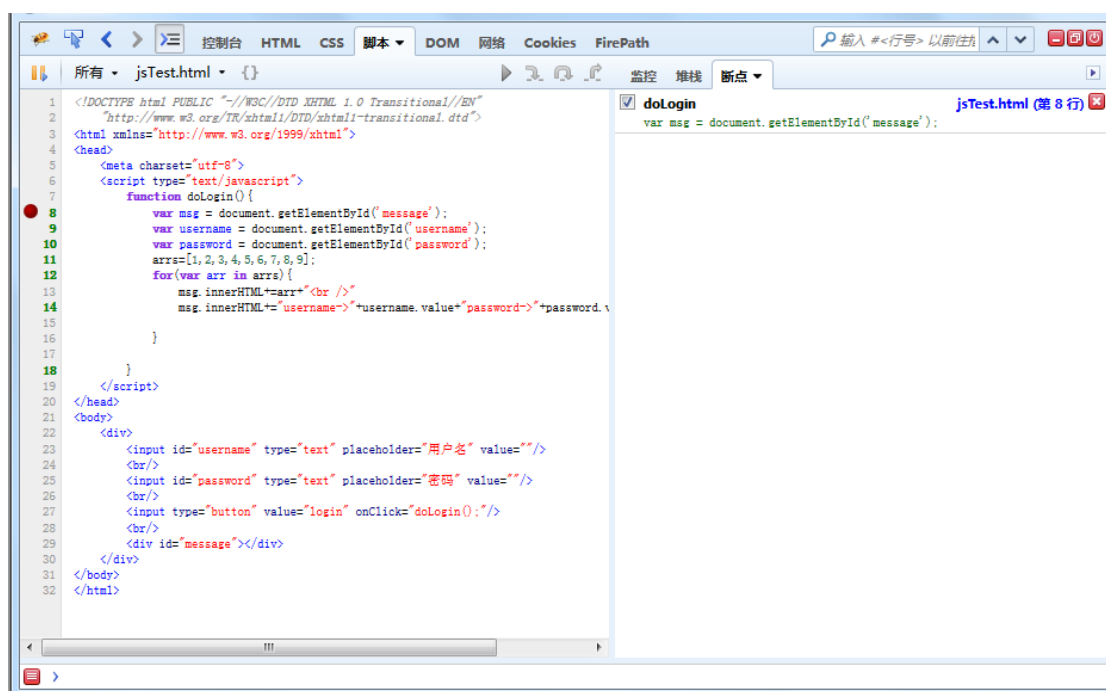 控制台 HTML CSS 脚本 DOM 网络 Cookies FirePath 输入 #<行号> 以前往
所有 jsTest.html {} 监控 堆栈 断点
1 <!DOCTYPE html PUBLIC "-//W3C//DTD XHTML 1.0 Transitional//EN"
2 "http://www.w3.org/TR/xhtml1/DTD/xhtml1-transitional.dtd">
3 <html xmlns="http://www.w3.org/1999/xhtml">
4 <head>
5 <meta charset="utf-8">
6 <script type="text/javascript">
7 function doLogin(){
8 var msg = document.getElementById('message');
9 var username = document.getElementById('username');
10 var password = document.getElementById('password');
11 arrs=[1,2,3,4,5,6,7,8,9];
12 for(var arr in arrs){
13 msg.innerHTML+=arr+"<br />"
14 msg.innerHTML+="username->"+username.value+"password->"+password.v
15
16 }
17
18 }
19 </script>
20 </head>
21 <body>
22 <div>
23 <input id="username" type="text" placeholder="用户名" value=""/>
24 <br/>
25 <input id="password" type="text" placeholder="密码" value=""/>
26 <br/>
27 <input type="button" value="login" onClick="doLogin();"/>
28 <br/>
29 <div id="message"></div>
30 </div>
31 </body>
32 </html>
doLogin jsTest.html (第 8 行)
var msg = document.getElementById('message');